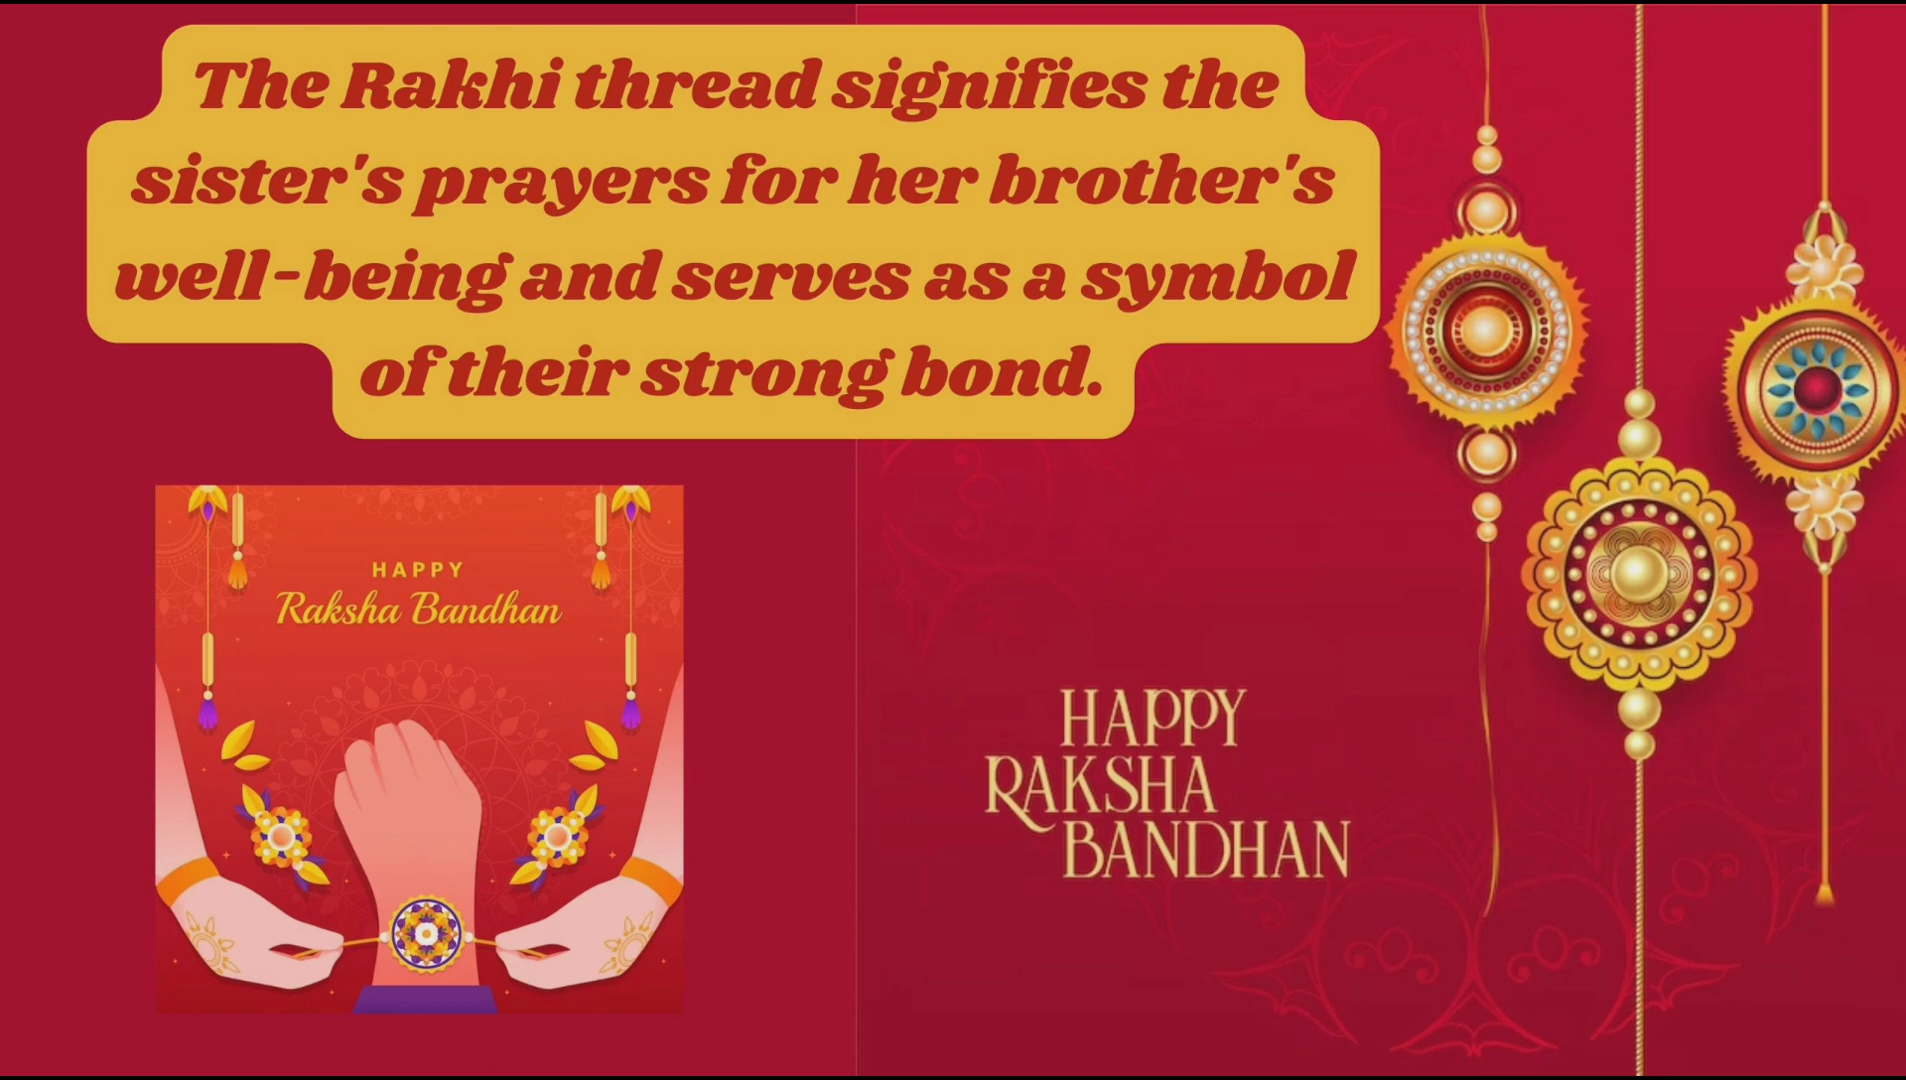 The Rakhi thread signifies the
sister's prayers for her brother's
well-being and serves as a symbol
of their strong bond.
HAPPY
Raksha Bandhan
HAPPY
RAKSHA
BANDHAN